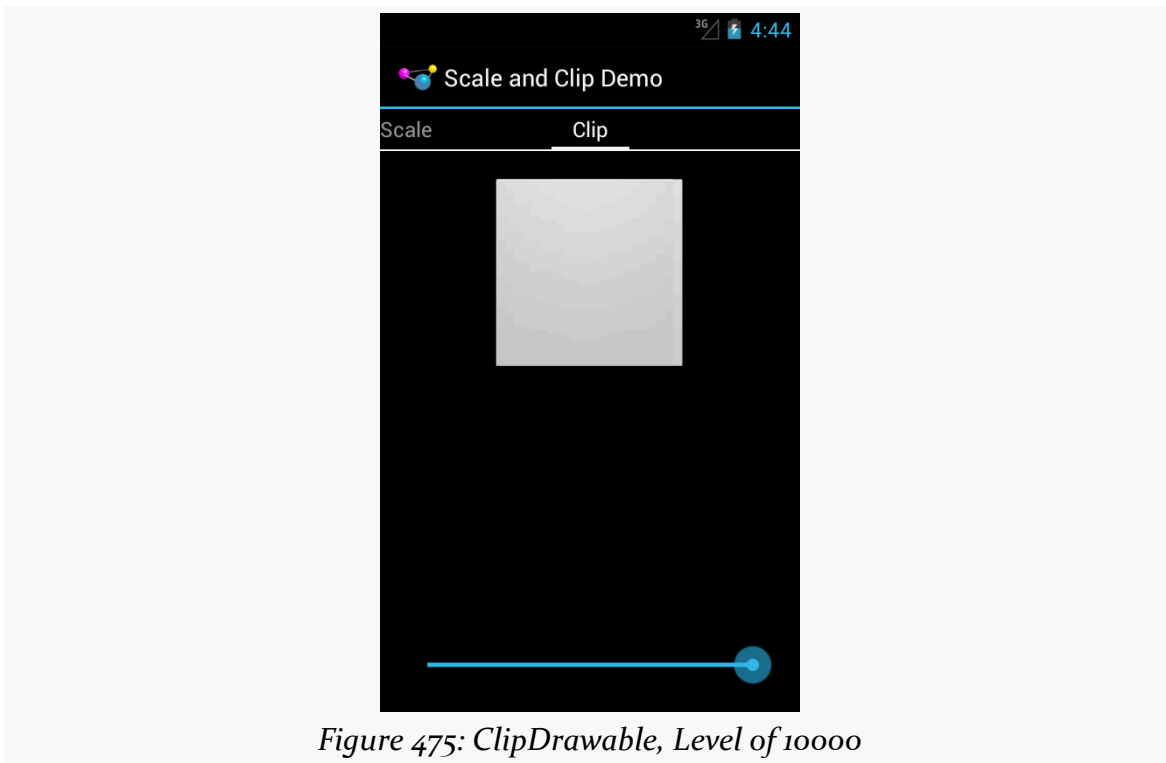 3G 4:44
Scale and Clip Demo
Scale Clip
Figure 475: ClipDrawable, Level of 10000